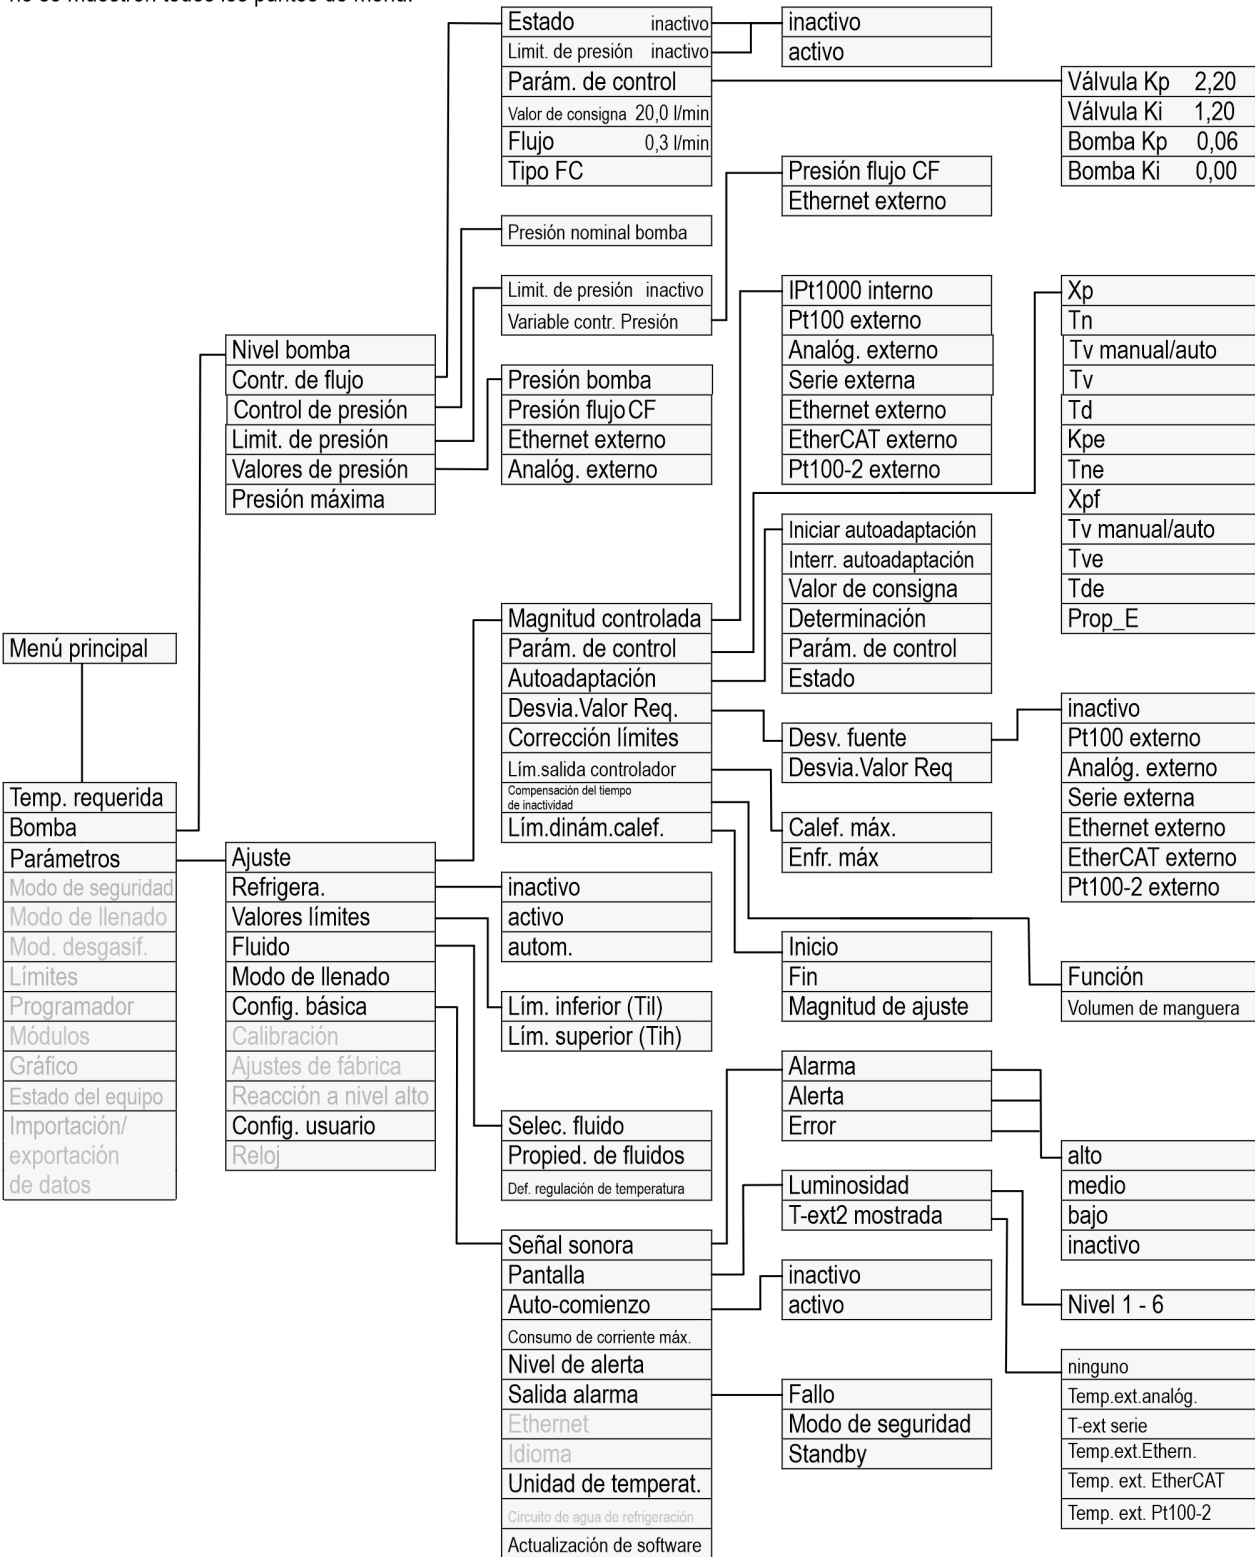 no se muestren todos los puntos de menú.
Menú principal
Temp. requerida
Bomba
Parámetros
Modo de seguridad
Modo de llenado
Mod. desgasif.
Límites
Programador
Módulos
Gráfico
Estado del equipo
Importación/
exportación
de datos
Nivel bomba
Contr. de flujo
Control de presión
Limit. de presión
Valores de presión
Presión máxima
Ajuste
Refrigera.
Valores límites
Fluido
Modo de llenado
Config. básica
Calibración
Ajustes de fábrica
Reacción a nivel alto
Config. usuario
Reloj
Estado inactivo
Limit. de presión inactivo
Parám. de control
Valor de consigna 20,0 l/min
Flujo 0,3 l/min
Tipo FC
Presión nominal bomba
Limit. de presión inactivo
Variable contr. Presión
Presión bomba
Presión flujo CF
Ethernet externo
Analóg. externo
Magnitud controlada
Parám. de control
Autoadaptación
Desvia.Valor Req.
Corrección límites
Lím.salida controlador
Compensación del tiempo
de inactividad
Lím.dinám.calef.
inactivo
activo
autom.
Lím. inferior (Til)
Lím. superior (Tih)
Selec. fluido
Propied. de fluidos
Def. regulación de temperatura
Señal sonora
Pantalla
Auto-comienzo
Consumo de corriente máx.
Nivel de alerta
Salida alarma
Ethernet
Idioma
Unidad de temperat.
Circuito de agua de refrigeración
Actualización de software
inactivo
activo
Presión flujo CF
Ethernet externo
IPt1000 interno
Pt100 externo
Analóg. externo
Serie externa
Ethernet externo
EtherCAT externo
Pt100-2 externo
Iniciar autoadaptación
Interr. autoadaptación
Valor de consigna
Determinación
Parám. de control
Estado
Desv. fuente
Desvia.Valor Req
Calef. máx.
Enfr. máx
Inicio
Fin
Magnitud de ajuste
Alarma
Alerta
Error
Luminosidad
T-ext2 mostrada
inactivo
activo
Fallo
Modo de seguridad
Standby
Válvula Kp 2,20
Válvula Ki 1,20
Bomba Kp 0,06
Bomba Ki 0,00
Xp
Tn
Tv manual/auto
Tv
Td
Kpe
Tne
Xpf
Tv manual/auto
Tve
Tde
Prop_E
inactivo
Pt100 externo
Analóg. externo
Serie externa
Ethernet externo
EtherCAT externo
Pt100-2 externo
Función
Volumen de manguera
alto
medio
bajo
inactivo
Nivel 1 - 6
ninguno
Temp.ext.analóg.
T-ext serie
Temp.ext.Ethern.
Temp. ext. EtherCAT
Temp. ext. Pt100-2